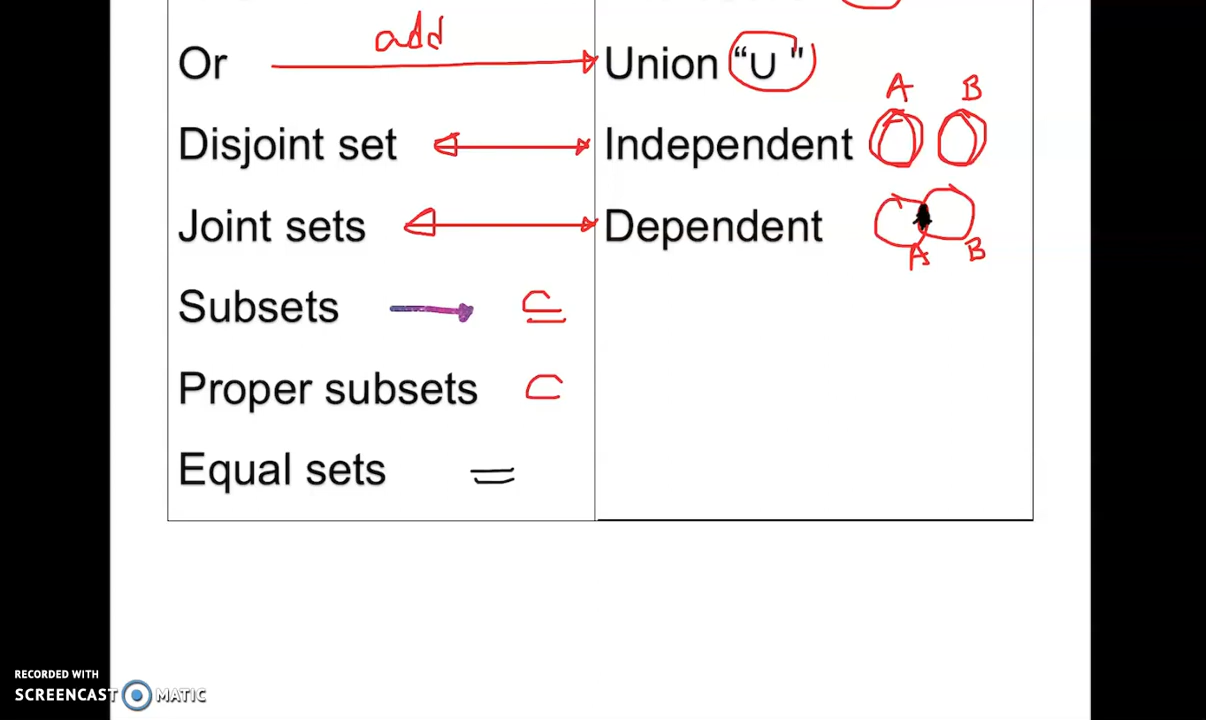 add
Or Union “U ”
A B
Disjoint set Independent
Joint sets Dependent
A B
Subsets ⊆
Proper subsets ⊂
Equal sets =
RECORDED WITH
SCREENCAST MATIC